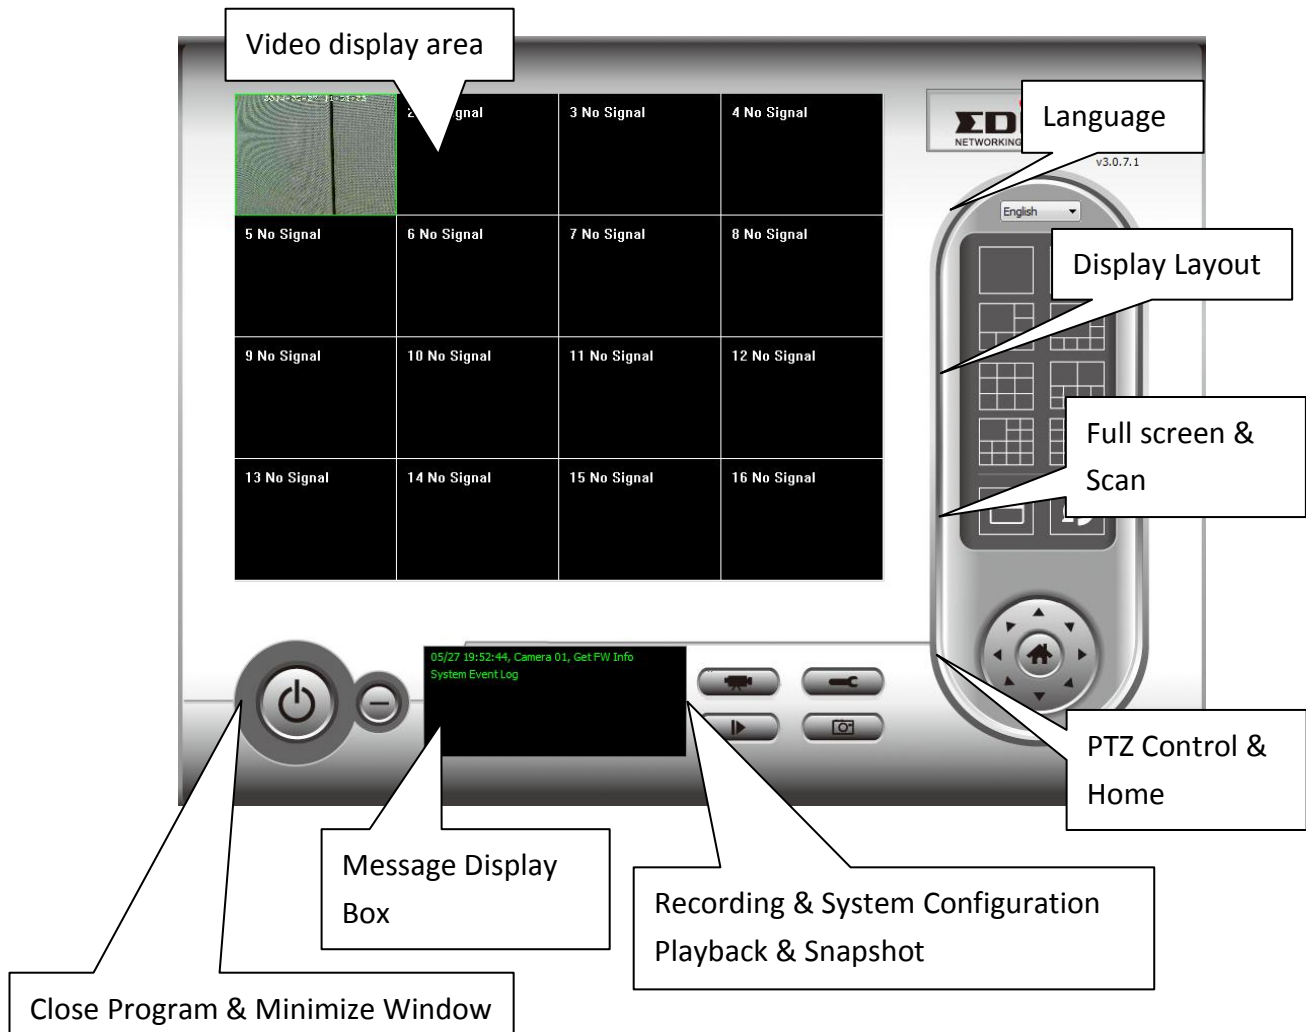 Video display area
3 No Signal
4 No Signal
Language
NETWORKING
v3.0.7.1
English
5 No Signal
6 No Signal
7 No Signal
8 No Signal
Display Layout
9 No Signal
10 No Signal
11 No Signal
12 No Signal
Full screen &
Scan
13 No Signal
14 No Signal
15 No Signal
16 No Signal
05/27 19:52:44, Camera 01, Get FW Info
System Event Log
PTZ Control &
Home
Message Display
Box
Recording & System Configuration
Playback & Snapshot
Close Program & Minimize Window